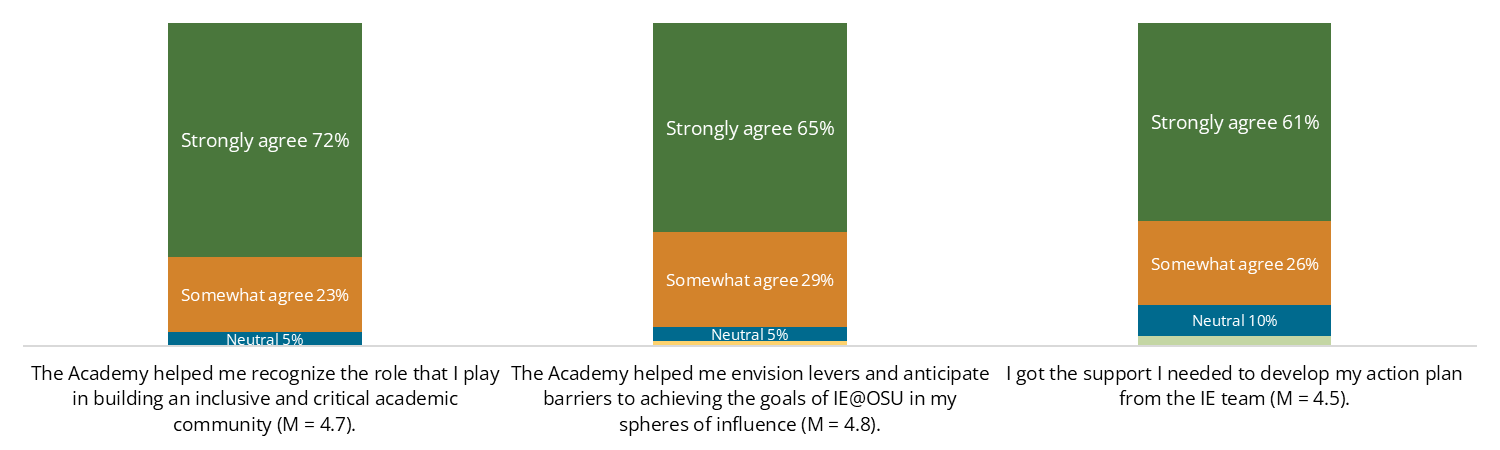 Strongly agree 72%
Somewhat agree 23%
Neutral 5%
The Academy helped me recognize the role that I play
in building an inclusive and critical academic
community (M = 4.7).
Strongly agree 65%
Somewhat agree 29%
Neutral 5%
The Academy helped me envision levers and anticipate
barriers to achieving the goals of IE@OSU in my
spheres of influence (M = 4.8).
Strongly agree 61%
Somewhat agree 26%
Neutral 10%
I got the support I needed to develop my action plan
from the IE team (M = 4.5).